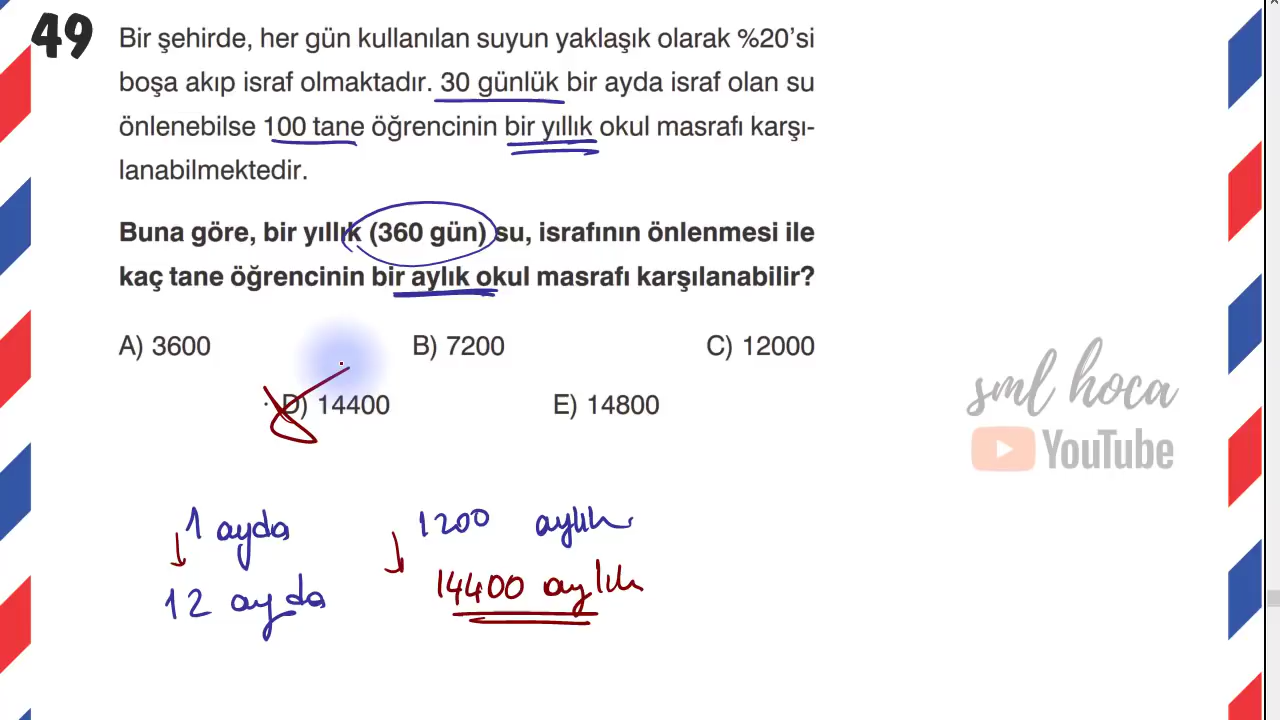 49
Bir şehirde, her gün kullanılan suyun yaklaşık olarak %20’si
boşa akıp israf olmaktadır. 30 günlük bir ayda israf olan su
önlenebilse 100 tane öğrencinin bir yıllık okul masrafı karşı-
lanabilmektedir.
Buna göre, bir yıllık (360 gün) su, israfının önlenmesi ile
kaç tane öğrencinin bir aylık okul masrafı karşılanabilir?
A) 3600 B) 7200 C) 12000
D) 14400 E) 14800
sml hoca
YouTube
1 ayda 1200 aylık
12 ayda 14400 aylık